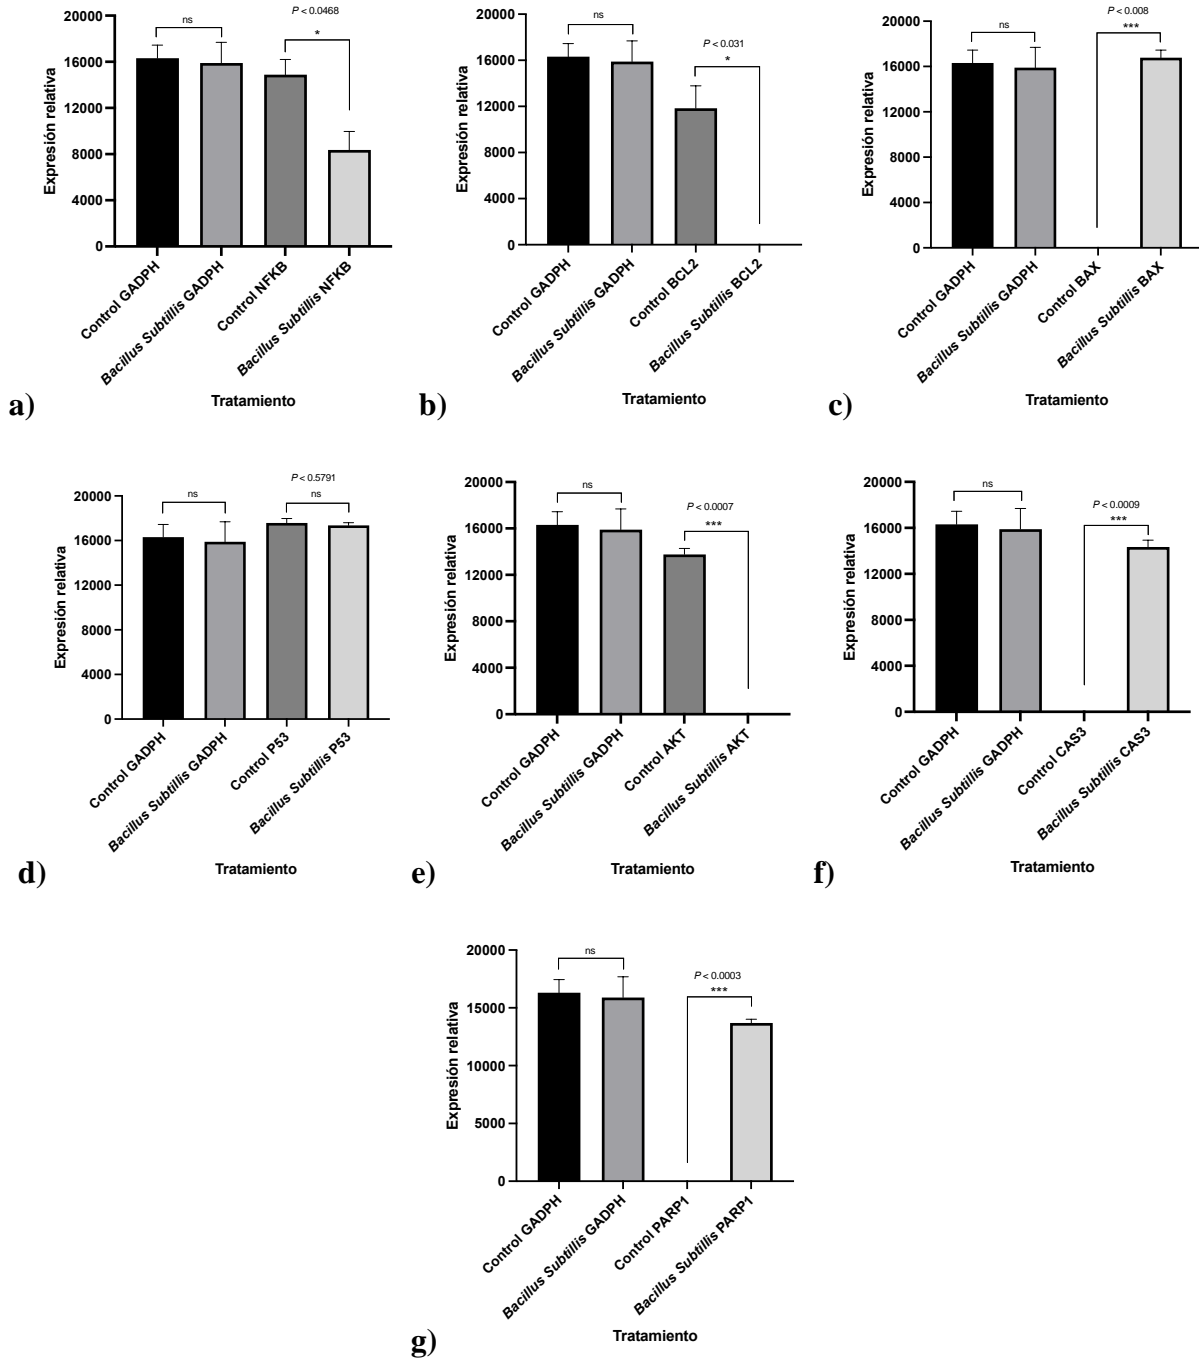 P < 0.0468
ns
*
20000
16000
12000
8000
4000
0
Expresión relativa
Control GADPH
Bacillus Subtillis GADPH
Control NFKB
Bacillus Subtillis NFKB
Tratamiento
a)
ns
P < 0.031
*
20000
16000
12000
8000
4000
0
Expresión relativa
Control GADPH
Bacillus Subtillis GADPH
Control BCL2
Bacillus Subtillis BCL2
Tratamiento
b)
P < 0.008
ns
***
20000
16000
12000
8000
4000
0
Expresión relativa
Control GADPH
Bacillus Subtillis GADPH
Control BAX
Bacillus Subtillis BAX
Tratamiento
c)
P < 0.5791
ns
ns
20000
16000
12000
8000
4000
0
Expresión relativa
Control GADPH
Bacillus Subtillis GADPH
Control P53
Bacillus Subtillis P53
Tratamiento
d)
ns
P < 0.0007
***
20000
16000
12000
8000
4000
0
Expresión relativa
Control GADPH
Bacillus Subtillis GADPH
Control AKT
Bacillus Subtillis AKT
Tratamiento
e)
ns
P < 0.0009
***
20000
16000
12000
8000
4000
0
Expresión relativa
Control GADPH
Bacillus Subtillis GADPH
Control CAS3
Bacillus Subtillis CAS3
Tratamiento
f)
ns
P < 0.0003
***
20000
15000
10000
5000
0
Expresión relativa
Control GADPH
Bacillus Subtillis GADPH
Control PARP1
Bacillus Subtillis PARP1
Tratamiento
g)